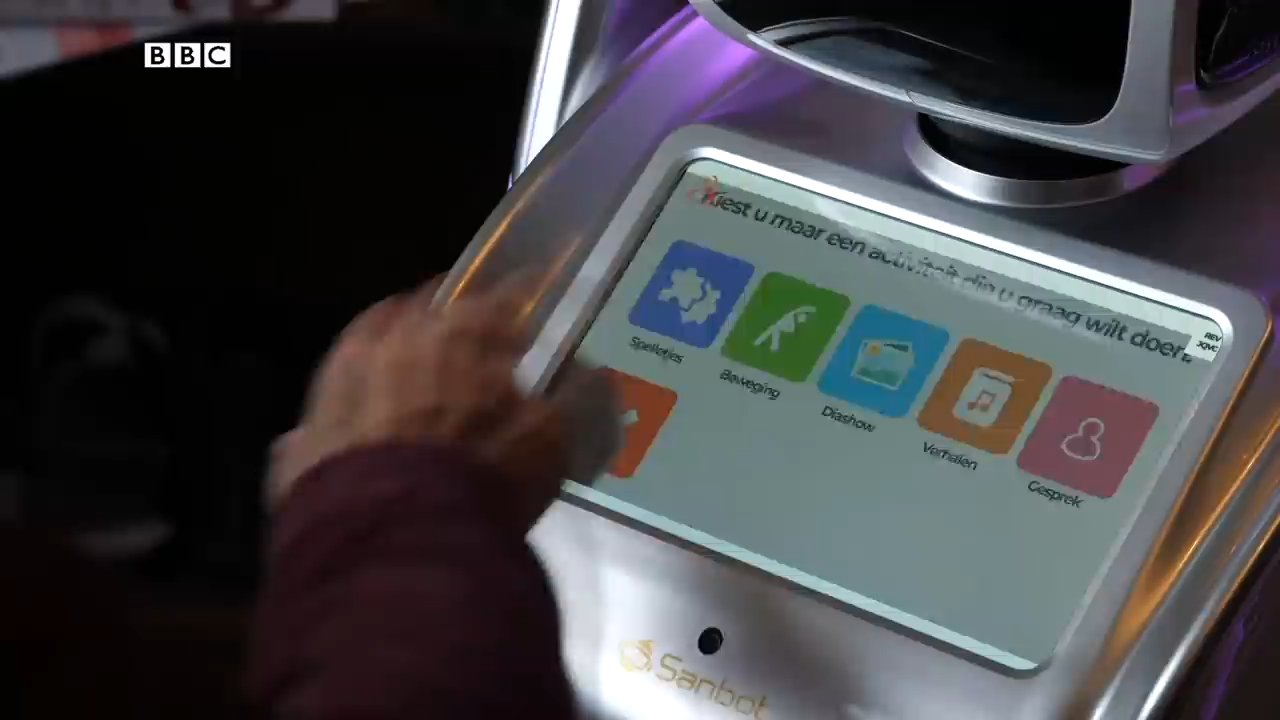 BBC
Kiest u maar een activiteit die u graag wilt doen.
Spelletjes
Beweging
Diashow
Verhalen
Gesprek
Sanbot